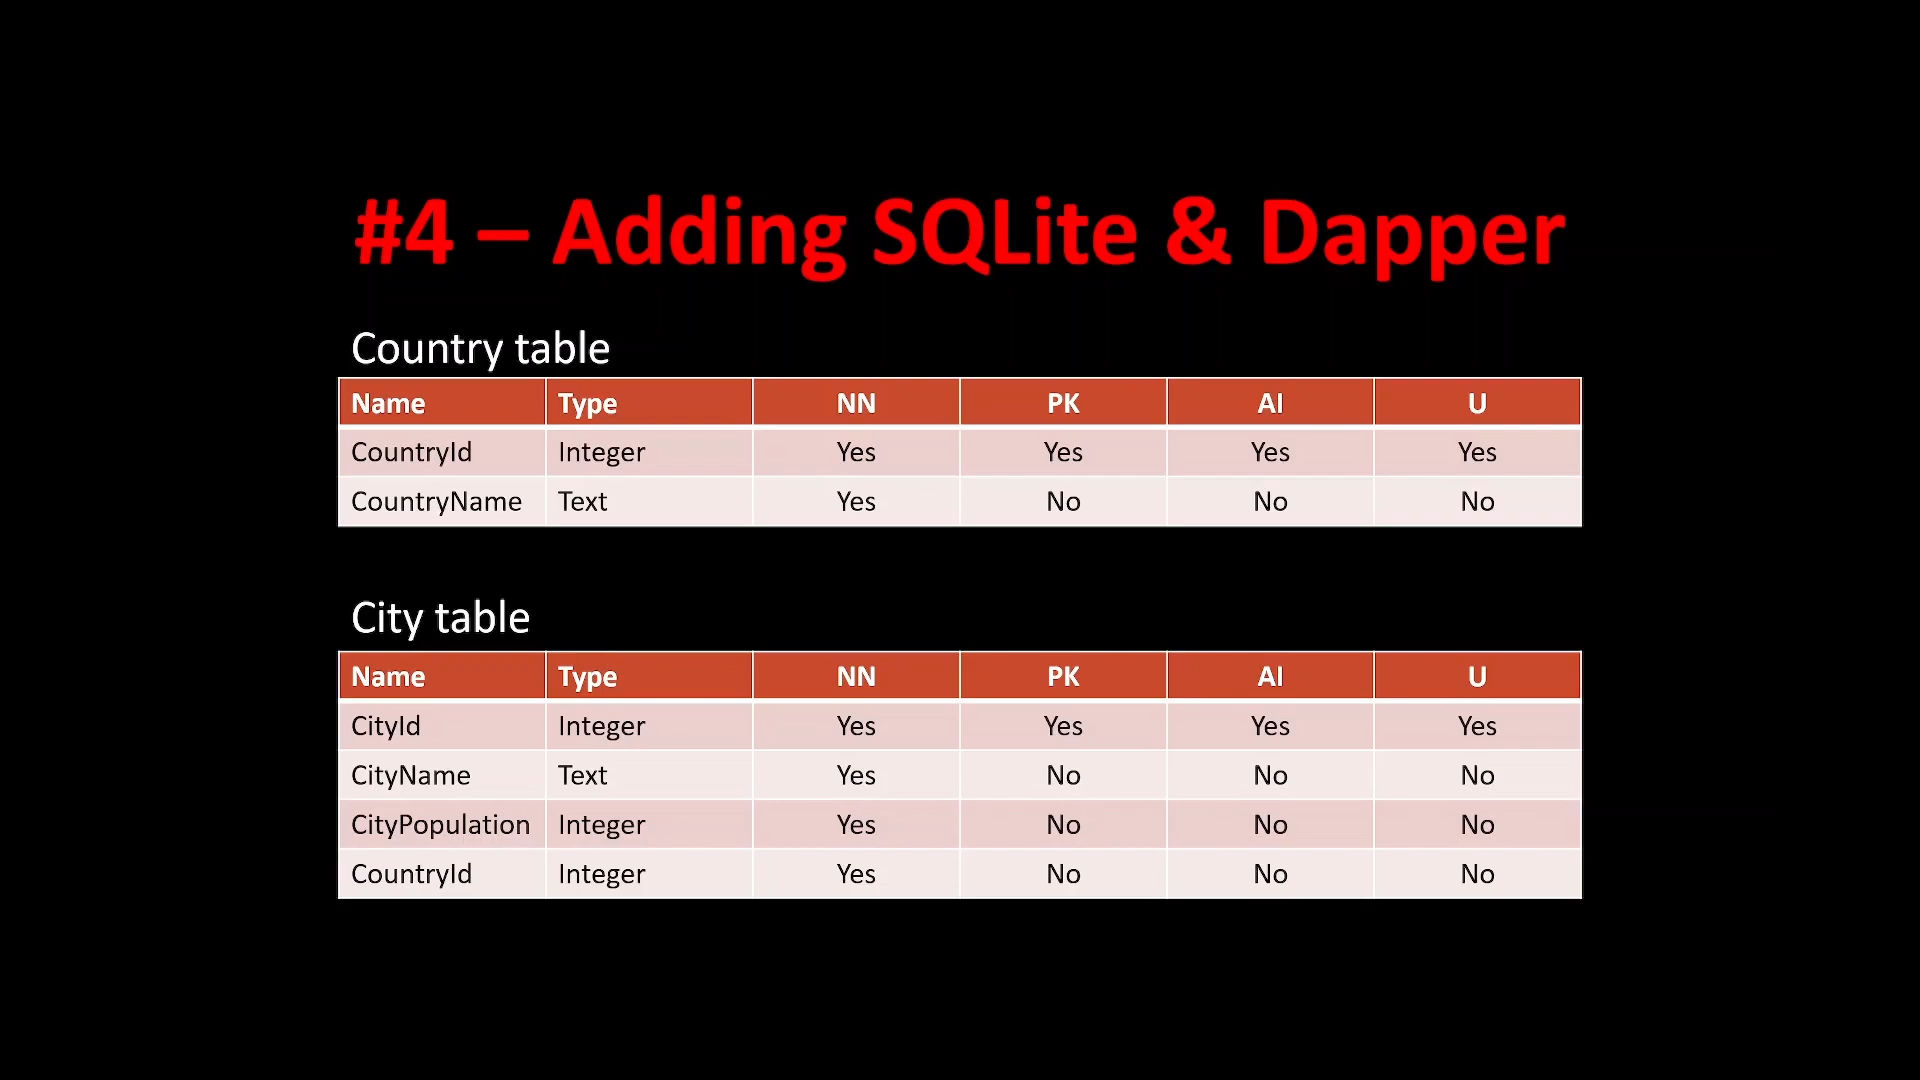 #4 – Adding SQLite & Dapper
Country table
Name Type NN PK AI U
CountryId Integer Yes Yes Yes Yes
CountryName Text Yes No No No
City table
Name Type NN PK AI U
CityId Integer Yes Yes Yes Yes
CityName Text Yes No No No
CityPopulation Integer Yes No No No
CountryId Integer Yes No No No